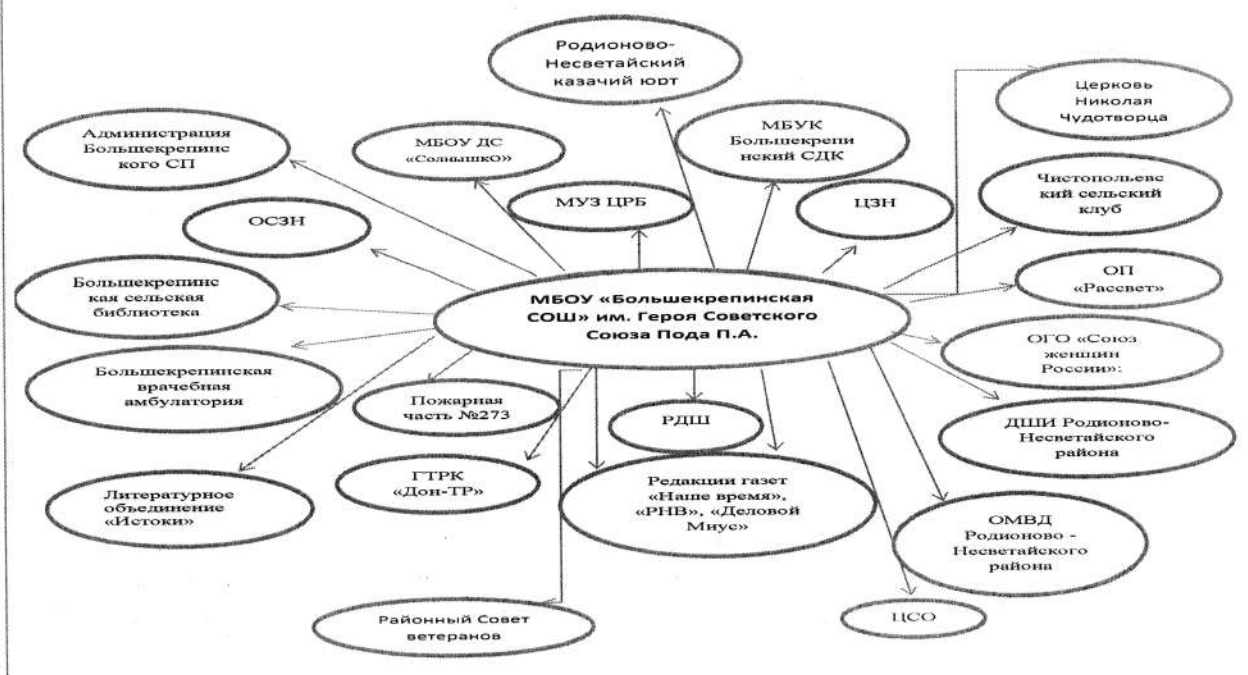 Родионово-
Несветайский
казачий юрт
Церковь
Николая
Чудотворца
Администрация
Большекрепинс
кого СП
МБОУ ДС
«СолнышкО»
МБУК
Большекрепи
нский СДК
Чистопольевс
кий сельский
клуб
МУЗ ЦРБ
ЦЗН
ОСЗН
Большекрепинс
кая сельская
библиотека
МБОУ «Большекрепинская
СОШ» им. Героя Советского
Союза Пода П.А.
ОП
«Рассвет»
ОГО «Союз
женщин
России»:
Большекрепинская
врачебная
амбулатория
Пожарная
часть №273
РДШ
ДШИ Родионово-
Несветайского
района
Литературное
объединение
«Истоки»
ГТРК
«Дон-ТР»
Редакции газет
«Наше время»,
«РНВ», «Деловой
Миус»
ОМВД
Родионово -
Несветайского
района
Районный Совет
ветеранов
ЦСО